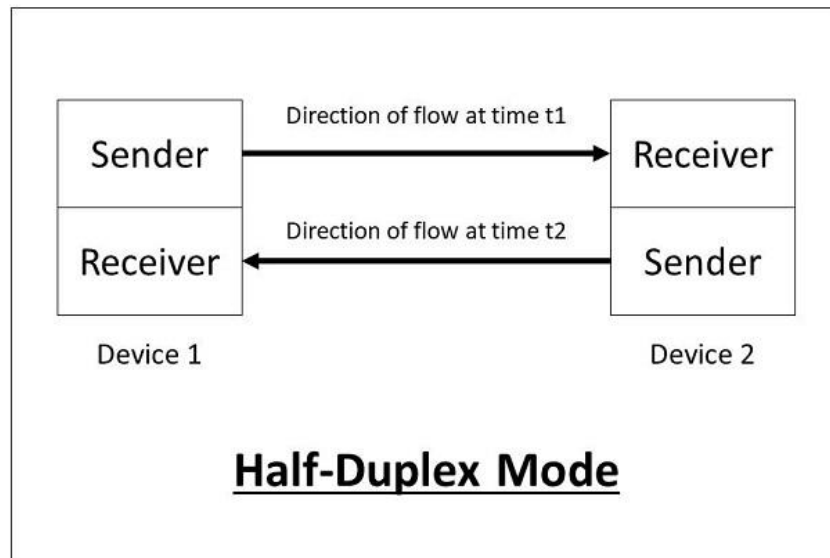 Direction of flow at time t1
Sender
Receiver
Direction of flow at time t2
Receiver
Sender
Device 1
Device 2
Half-Duplex Mode